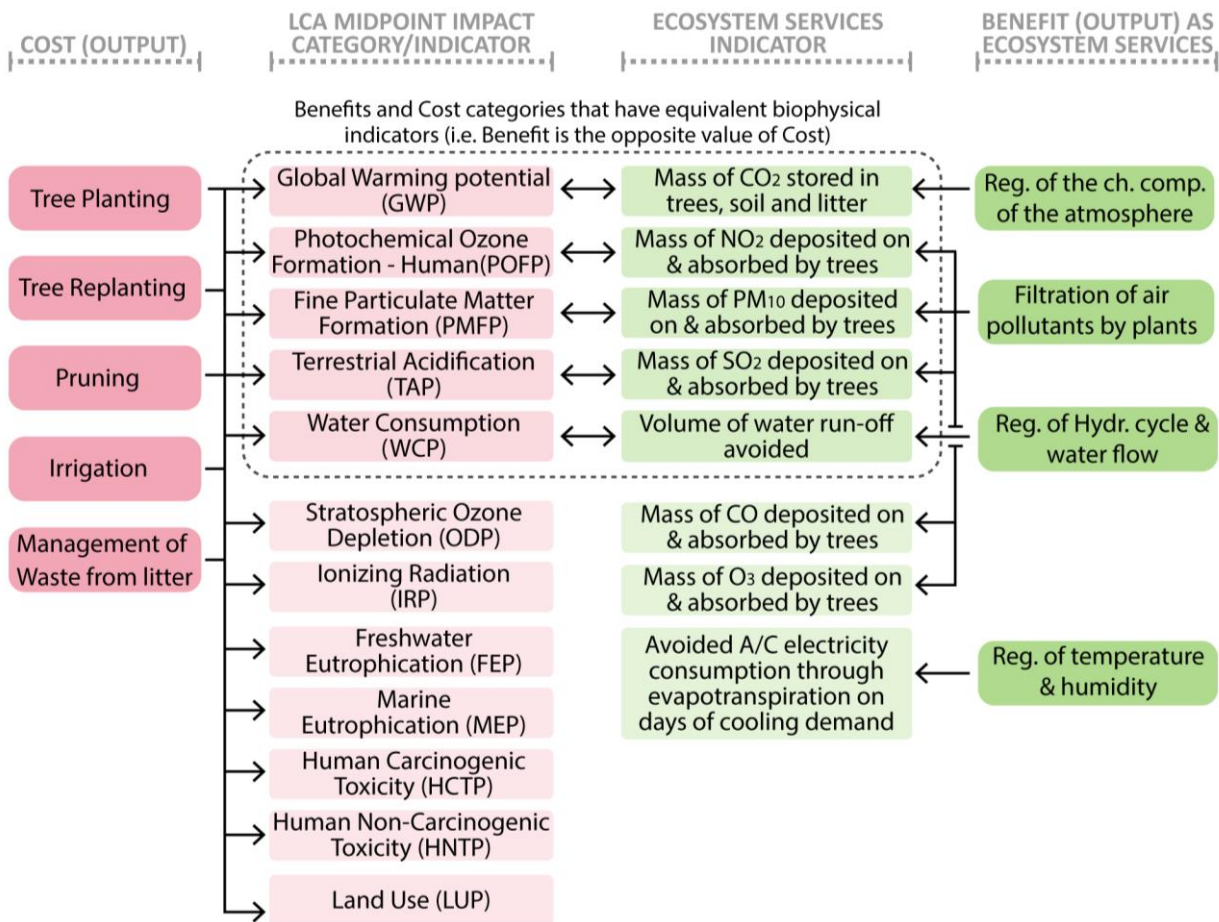 COST (OUTPUT)
LCA MIDPOINT IMPACT
CATEGORY/INDICATOR
ECOSYSTEM SERVICES
INDICATOR
BENEFIT (OUTPUT) AS
ECOSYSTEM SERVICES
Benefits and Cost categories that have equivalent biophysical
indicators (i.e. Benefit is the opposite value of Cost)
Tree Planting
Tree Replanting
Pruning
Irrigation
Management of
Waste from litter
Global Warming potential
(GWP)
Photochemical Ozone
Formation - Human(POFP)
Fine Particulate Matter
Formation (PMFP)
Terrestrial Acidification
(TAP)
Water Consumption
(WCP)
Stratospheric Ozone
Depletion (ODP)
Ionizing Radiation
(IRP)
Freshwater
Eutrophication (FEP)
Marine
Eutrophication (MEP)
Human Carcinogenic
Toxicity (HCTP)
Human Non-Carcinogenic
Toxicity (HNTP)
Land Use (LUP)
Mass of CO₂ stored in
trees, soil and litter
Mass of NO₂ deposited on
& absorbed by trees
Mass of PM₁₀ deposited
on & absorbed by trees
Mass of SO₂ deposited on
& absorbed by trees
Volume of water run-off
avoided
Mass of CO deposited on
& absorbed by trees
Mass of O₃ deposited on
& absorbed by trees
Avoided A/C electricity
consumption through
evapotranspiration on
days of cooling demand
Reg. of the ch. comp.
of the atmosphere
Filtration of air
pollutants by plants
Reg. of Hydr. cycle &
water flow
Reg. of temperature
& humidity